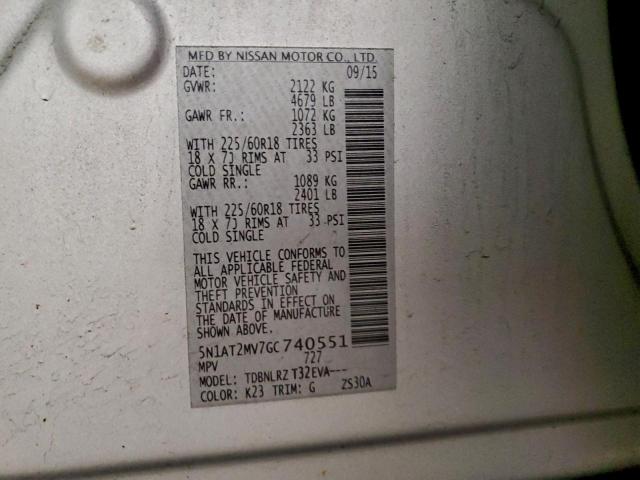 MFD BY NISSAN MOTOR CO., LTD.
DATE: 09/15
GVWR: 2122 KG
4679 LB
GAWR FR.: 1072 KG
2363 LB
WITH 225/60R18 TIRES
18 X 7J RIMS AT 33 PSI
COLD SINGLE
GAWR RR.: 1089 KG
2401 LB
WITH 225/60R18 TIRES
18 X 7J RIMS AT 33 PSI
COLD SINGLE
THIS VEHICLE CONFORMS TO
ALL APPLICABLE FEDERAL
MOTOR VEHICLE SAFETY AND
THEFT PREVENTION
STANDARDS IN EFFECT ON
THE DATE OF MANUFACTURE
SHOWN ABOVE.
5N1AT2MV7GC740551
MPV 727
MODEL: TDBNLRZ T32EVA---
COLOR: K23 TRIM: G ZS30A